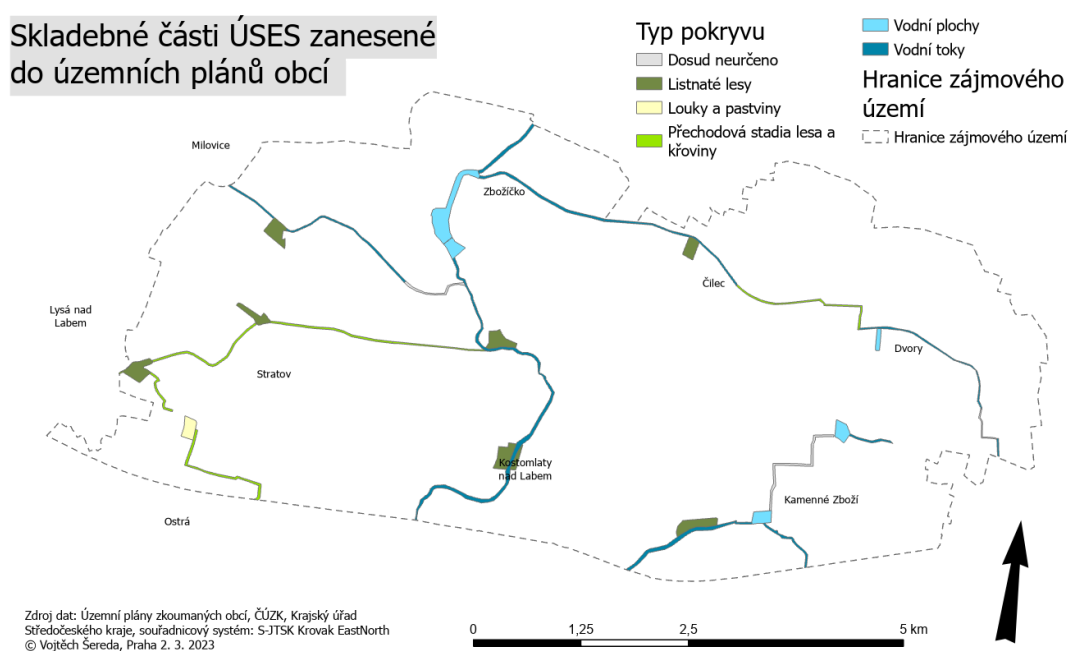 Skladebné části ÚSES zanesené
do územních plánů obcí
Typ pokryvu
Dosud neurčeno
Listnaté lesy
Louky a pastviny
Přechodová stadia lesa a
křoviny
Vodní plochy
Vodní toky
Hranice zájmového
území
Hranice zájmového území
Milovice
Zbožíčko
Čilec
Lysá nad
Labem
Dvory
Stratov
Kostomlaty
nad Labem
Kamenné Zboží
Ostrá
Zdroj dat: Územní plány zkoumaných obcí, ČÚZK, Krajský úřad
Středočeského kraje, souřadnicový systém: S-JTSK Krovak EastNorth
© Vojtěch Šereda, Praha 2. 3. 2023
0 1,25 2,5 5 km